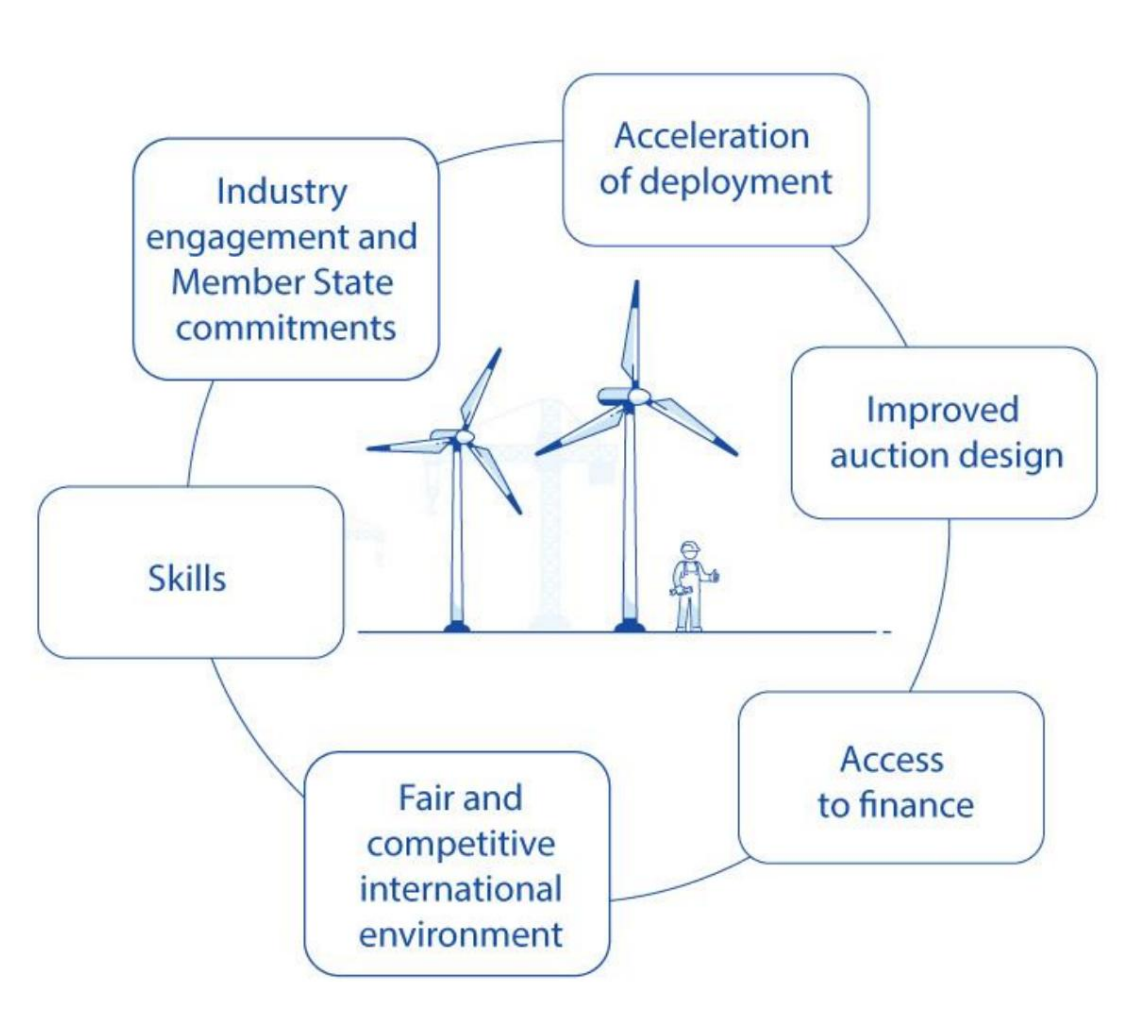 Acceleration
of deployment
Industry
engagement and
Member State
commitments
Improved
auction design
Skills
Access
to finance
Fair and
competitive
international
environment